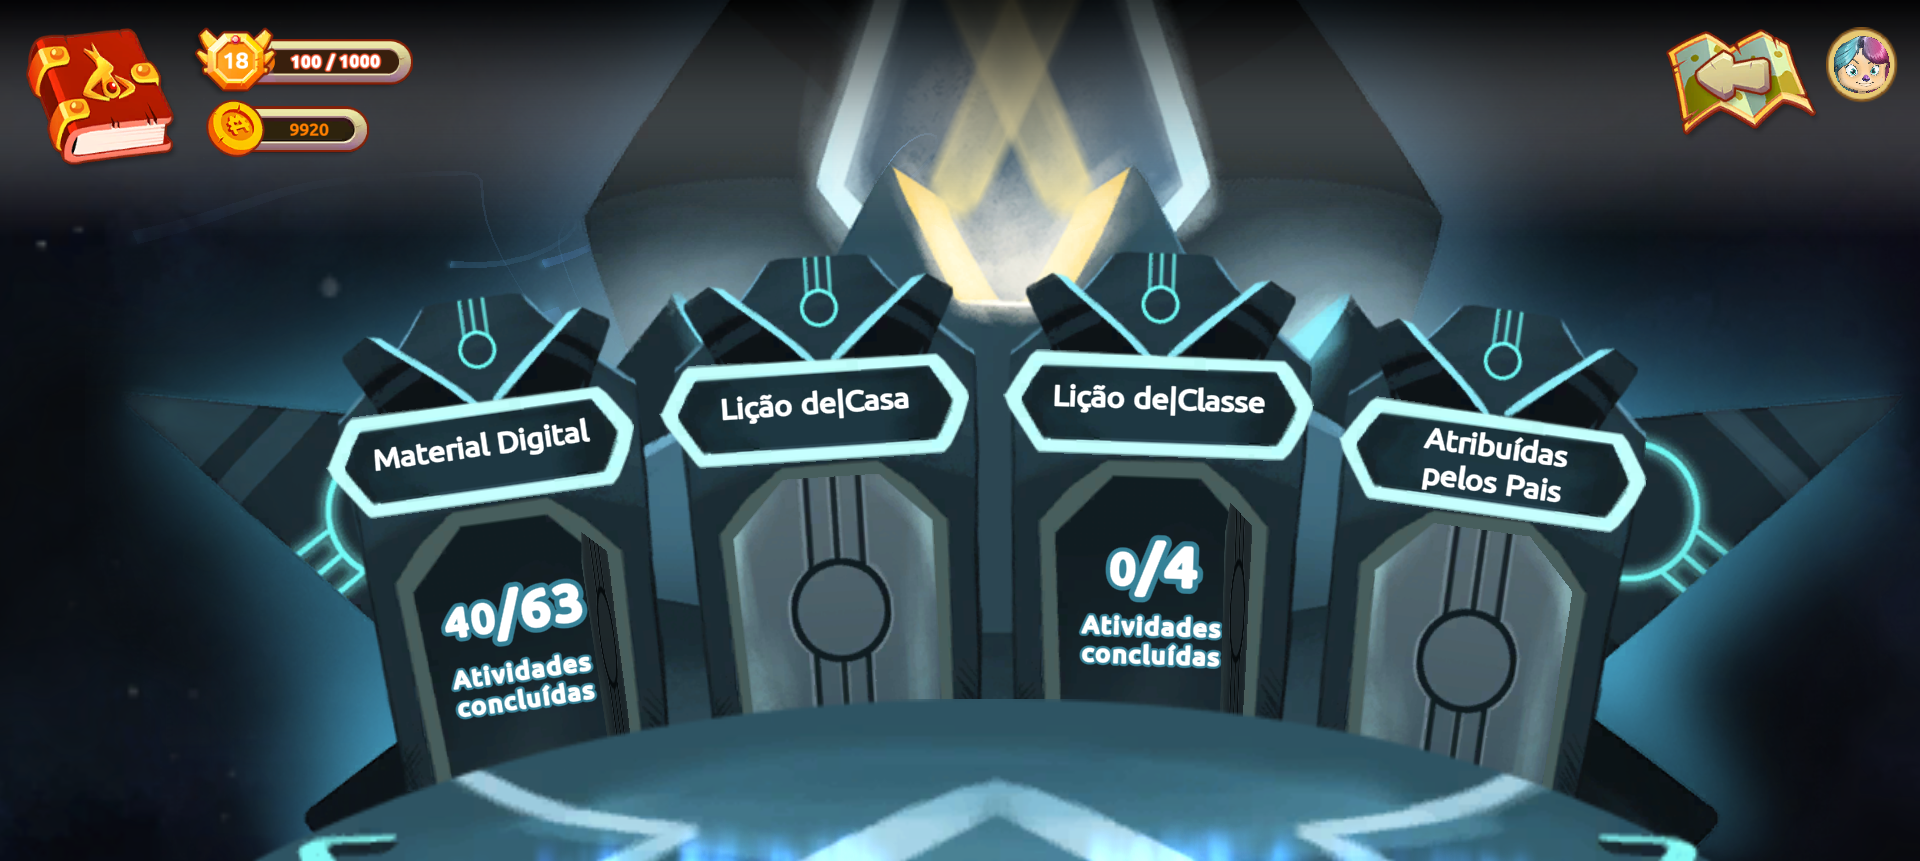 18
100 / 1000
9920
Material Digital
Lição de|Casa
Lição de|Classe
Atribuídas
pelos Pais
40/63
Atividades
concluídas
0/4
Atividades
concluídas